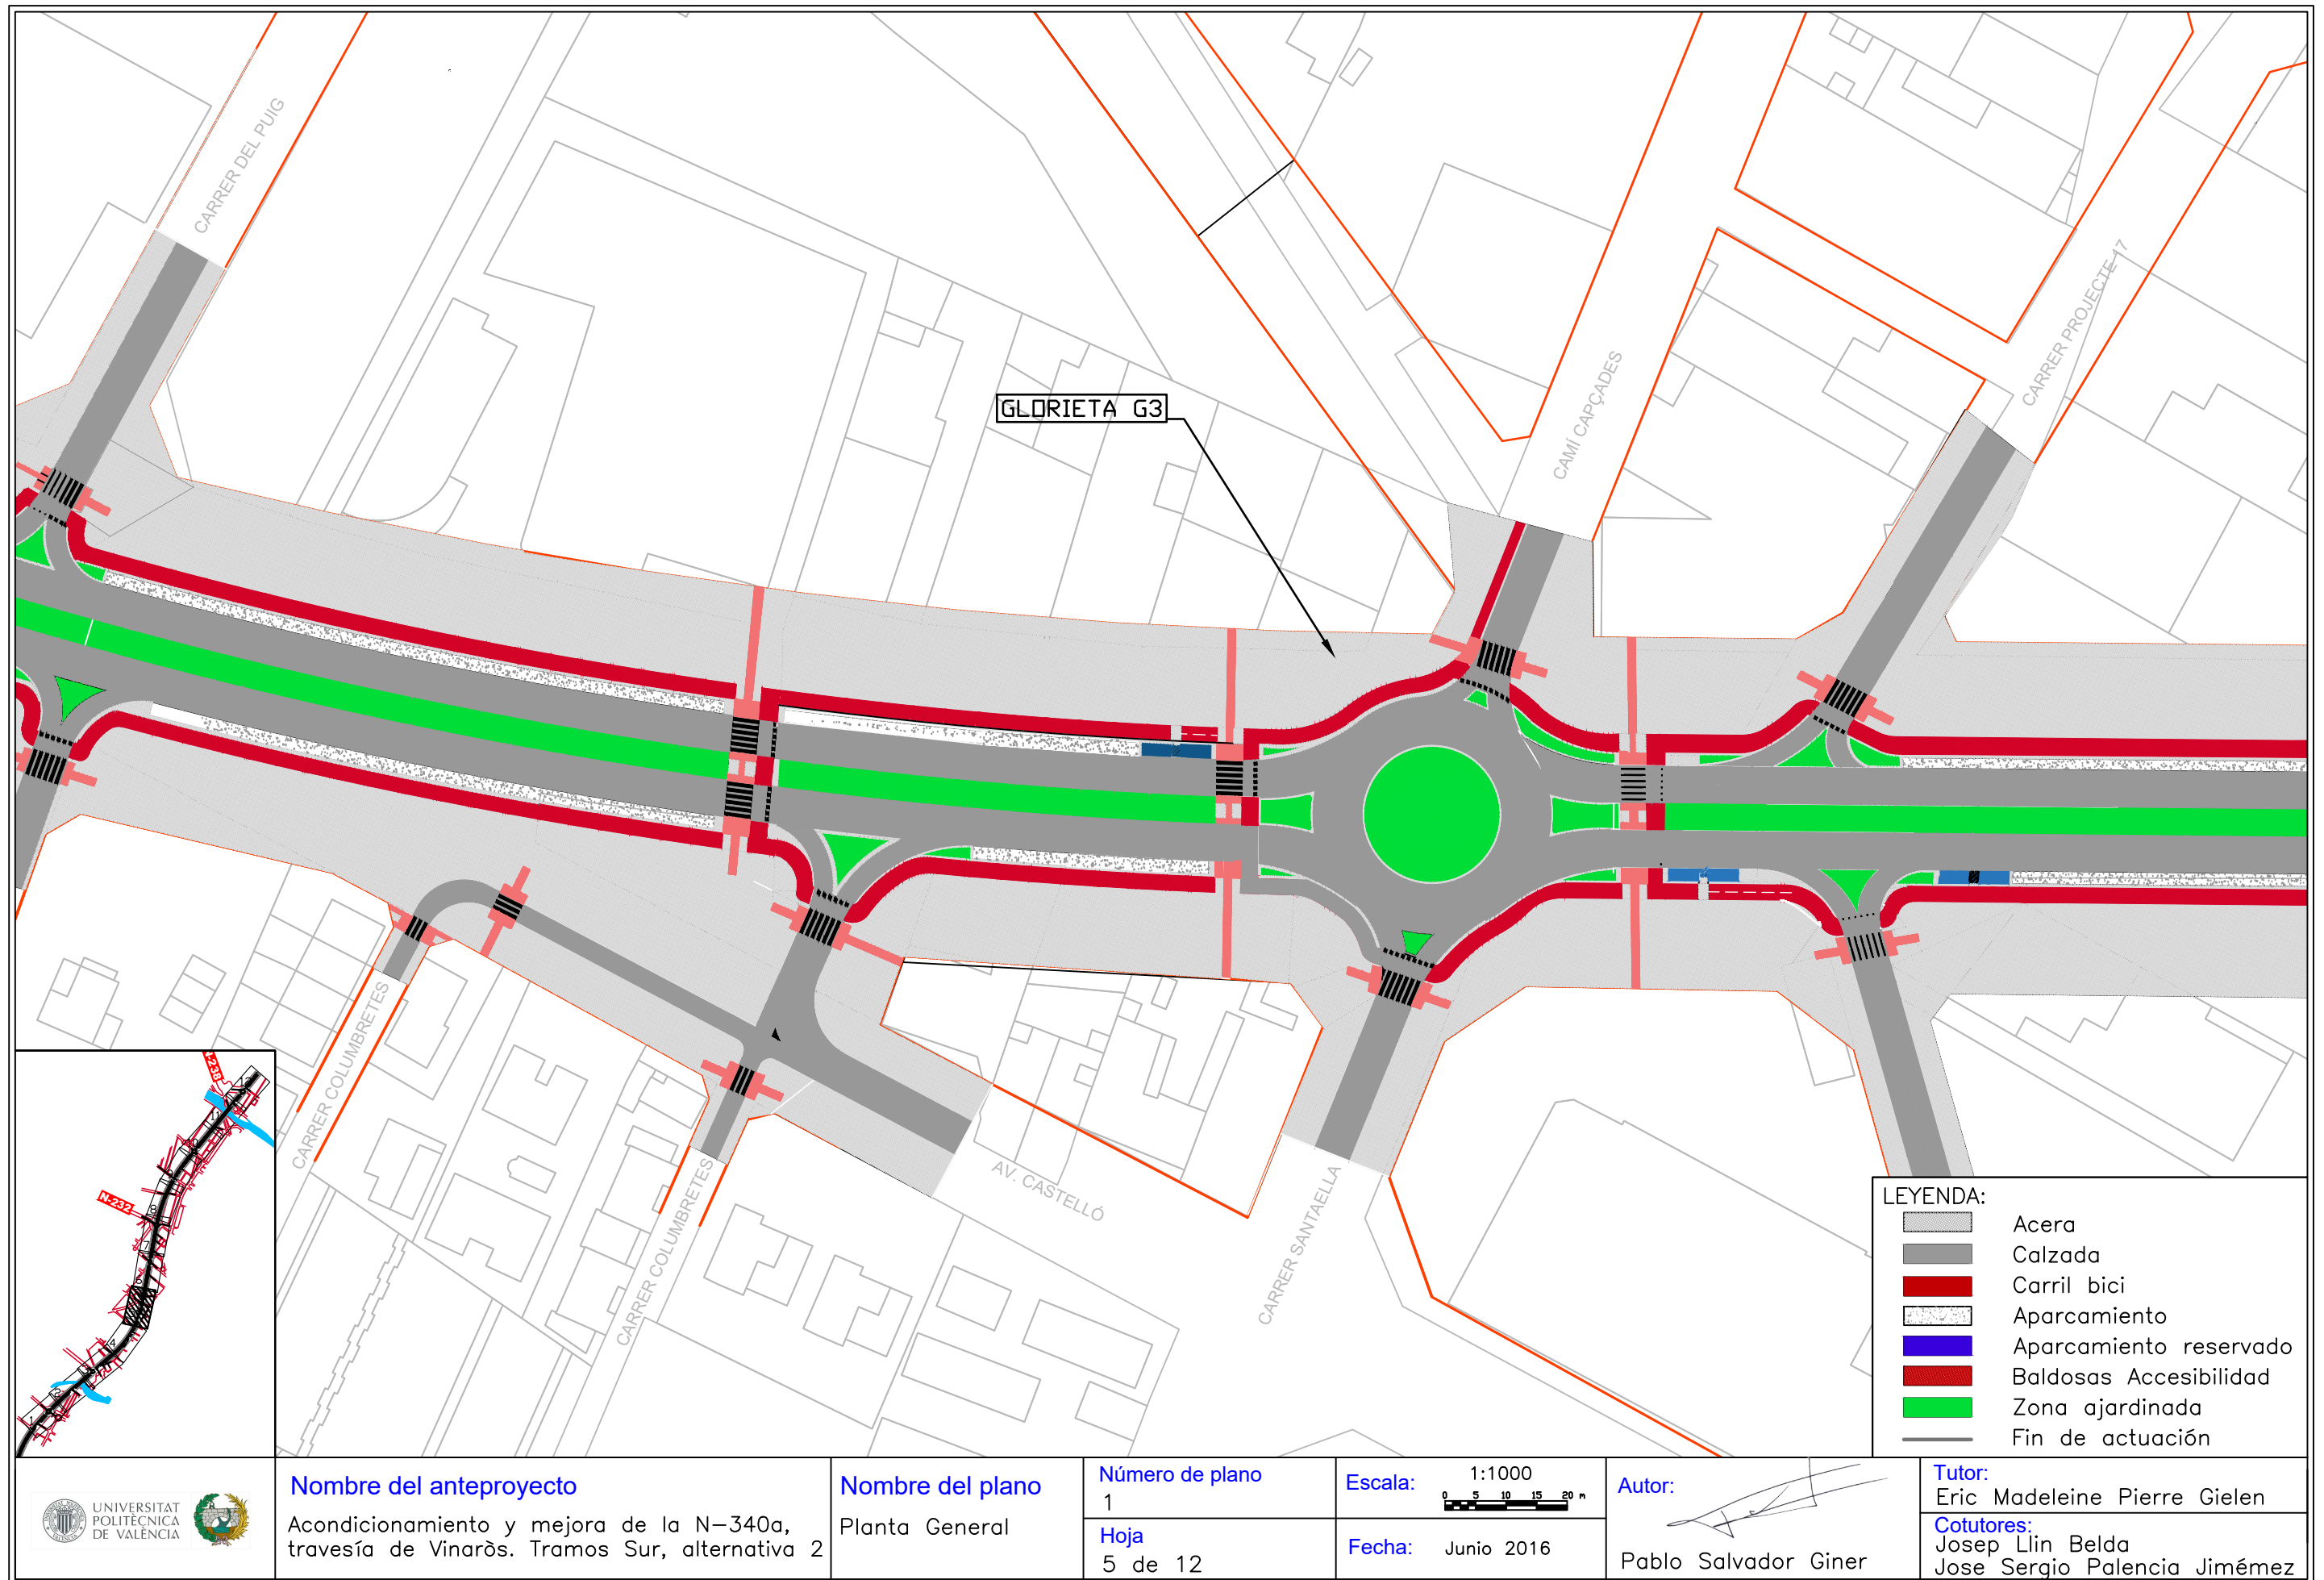 CARRER DEL PUIG
GLORIETA G3
CAMÍ CAPÇADES
CARRER PROJECTE 17
CARRER COLUMBRETES
CARRER COLUMBRETES
AV. CASTELLÓ
CARRER SANTAELLA
N-238
N-232
LEYENDA:
Acera
Calzada
Carril bici
Aparcamiento
Aparcamiento reservado
Baldosas Accesibilidad
Zona ajardinada
Fin de actuación
UNIVERSITAT
POLITÈCNICA
DE VALÈNCIA
Nombre del anteproyecto
Acondicionamiento y mejora de la N-340a,
travesía de Vinaròs. Tramos Sur, alternativa 2
Nombre del plano
Planta General
Número de plano
1
Hoja
5 de 12
Escala:
1:1000
0 5 10 15 20 m
Fecha: Junio 2016
Autor:
Pablo Salvador Giner
Tutor:
Eric Madeleine Pierre Gielen
Cotutores:
Josep Llin Belda
Jose Sergio Palencia Jimémez